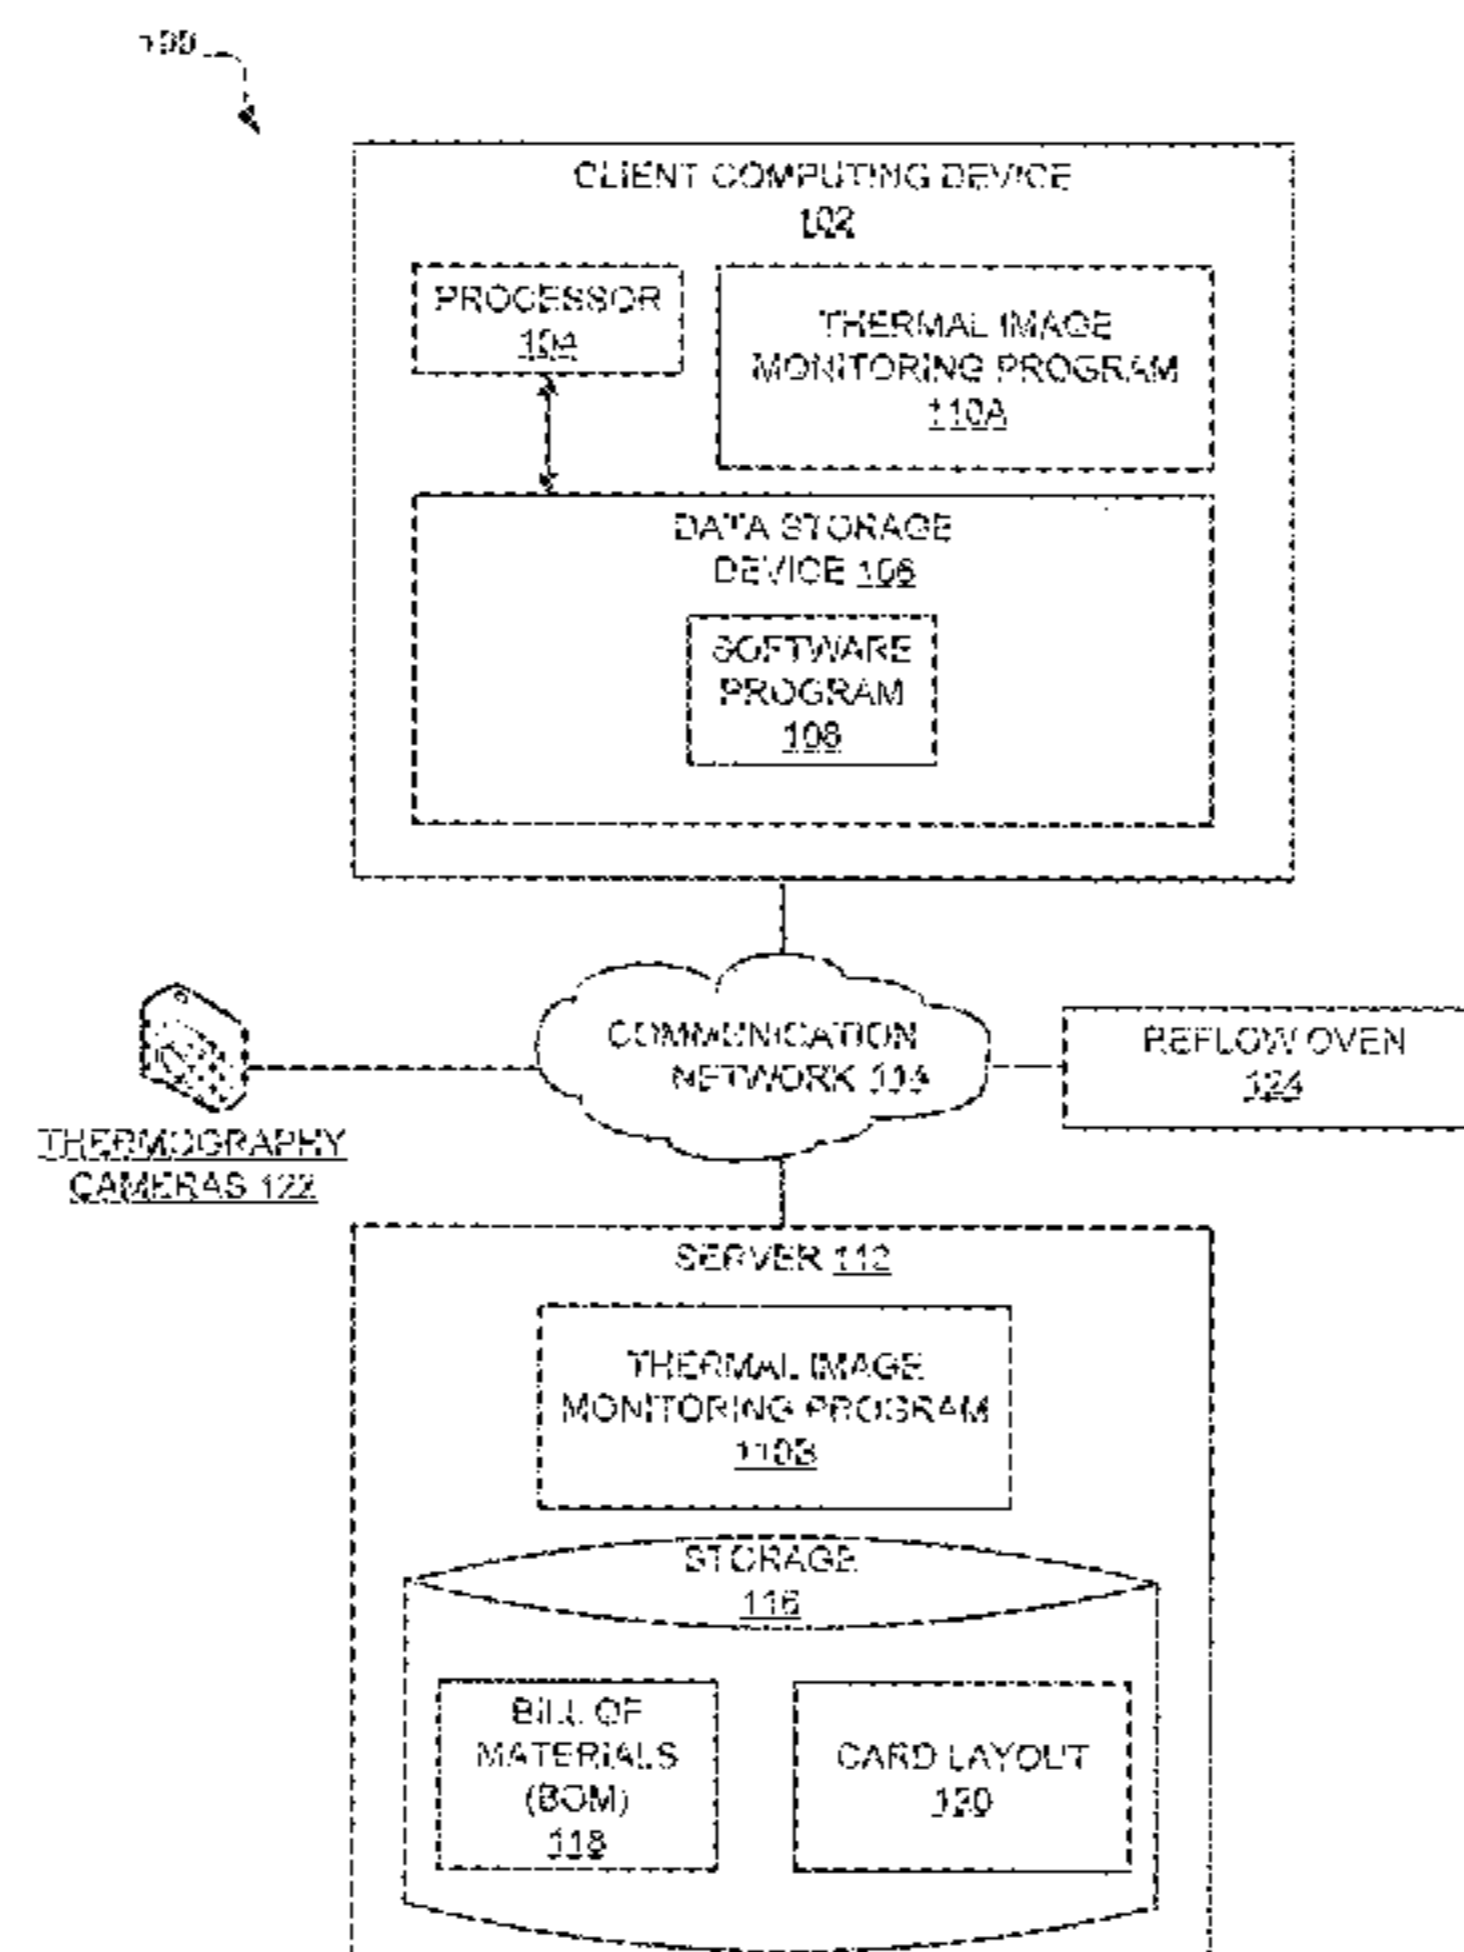 100
CLIENT COMPUTING DEVICE
102
PROCESSOR
104
THERMAL IMAGE
MONITORING PROGRAM
110A
DATA STORAGE
DEVICE 106
SOFTWARE
PROGRAM
108
COMMUNICATION
NETWORK 114
REFLOW OVEN
124
THERMOGRAPHY
CAMERAS 122
SERVER 112
THERMAL IMAGE
MONITORING PROGRAM
110B
STORAGE
116
BILL OF
MATERIALS
(BOM)
118
CARD LAYOUT
120